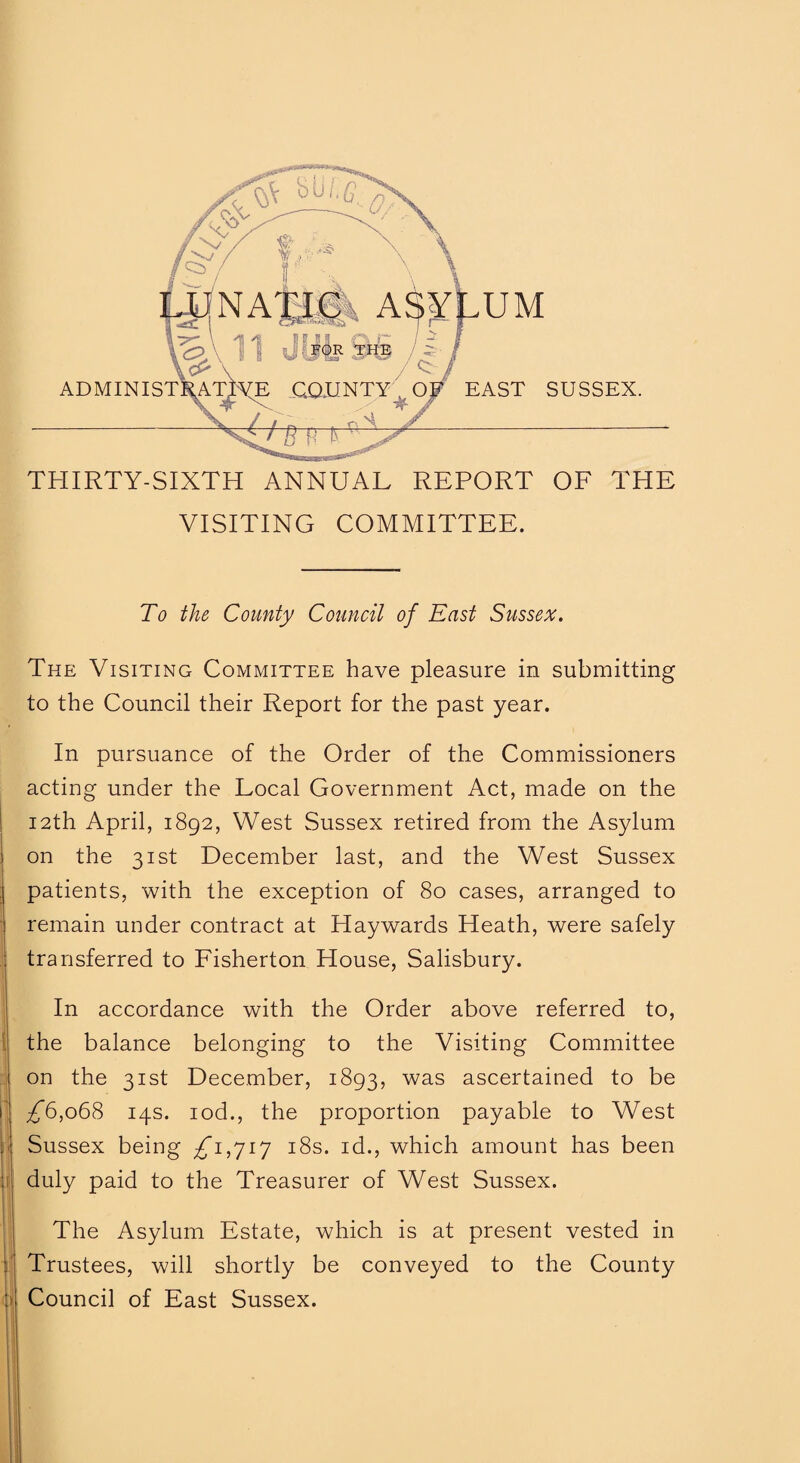 LUNATIC ASYLUM
FOR THE
ADMINISTRATIVE COUNTY OF EAST SUSSEX.
THIRTY-SIXTH ANNUAL REPORT OF THE
VISITING COMMITTEE.
To the County Council of East Sussex.
The Visiting Committee have pleasure in submitting
to the Council their Report for the past year.
In pursuance of the Order of the Commissioners
acting under the Local Government Act, made on the
12th April, 1892, West Sussex retired from the Asylum
on the 31st December last, and the West Sussex
patients, with the exception of 80 cases, arranged to
remain under contract at Haywards Heath, were safely
transferred to Fisherton House, Salisbury.
In accordance with the Order above referred to,
the balance belonging to the Visiting Committee
on the 31st December, 1893, was ascertained to be
£6,068 14s. 10d., the proportion payable to West
Sussex being £1,717 18s. 1d., which amount has been
duly paid to the Treasurer of West Sussex.
The Asylum Estate, which is at present vested in
Trustees, will shortly be conveyed to the County
Council of East Sussex.